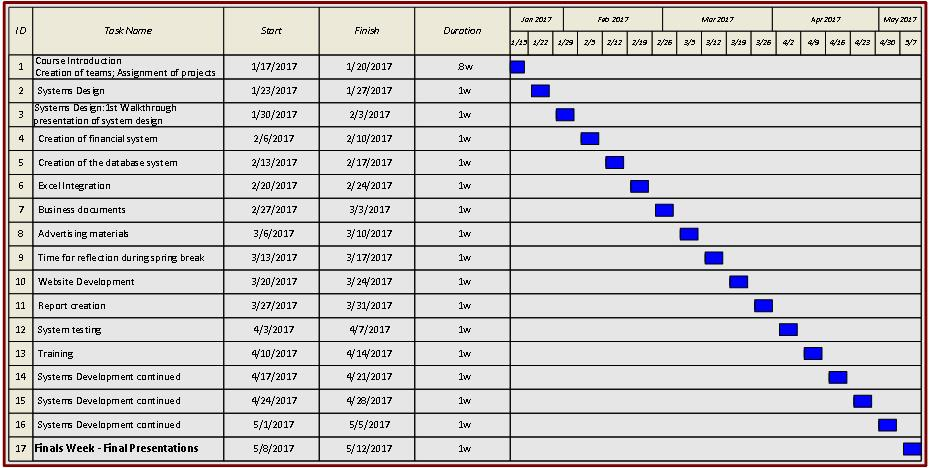 ID Task Name Start Finish Duration Jan 2017 Feb 2017 Mar 2017 Apr 2017 May 2017
1/15 1/22 1/29 2/5 2/12 2/19 2/26 3/5 3/12 3/19 3/26 4/2 4/9 4/16 4/23 4/30 5/7
1 Course Introduction
Creation of teams; Assignment of projects 1/17/2017 1/20/2017 .8w
2 Systems Design 1/23/2017 1/27/2017 1w
3 Systems Design:1st Walkthrough
presentation of system design 1/30/2017 2/3/2017 1w
4 Creation of financial system 2/6/2017 2/10/2017 1w
5 Creation of the database system 2/13/2017 2/17/2017 1w
6 Excel Integration 2/20/2017 2/24/2017 1w
7 Business documents 2/27/2017 3/3/2017 1w
8 Advertising materials 3/6/2017 3/10/2017 1w
9 Time for reflection during spring break 3/13/2017 3/17/2017 1w
10 Website Development 3/20/2017 3/24/2017 1w
11 Report creation 3/27/2017 3/31/2017 1w
12 System testing 4/3/2017 4/7/2017 1w
13 Training 4/10/2017 4/14/2017 1w
14 Systems Development continued 4/17/2017 4/21/2017 1w
15 Systems Development continued 4/24/2017 4/28/2017 1w
16 Systems Development continued 5/1/2017 5/5/2017 1w
17 Finals Week - Final Presentations 5/8/2017 5/12/2017 1w